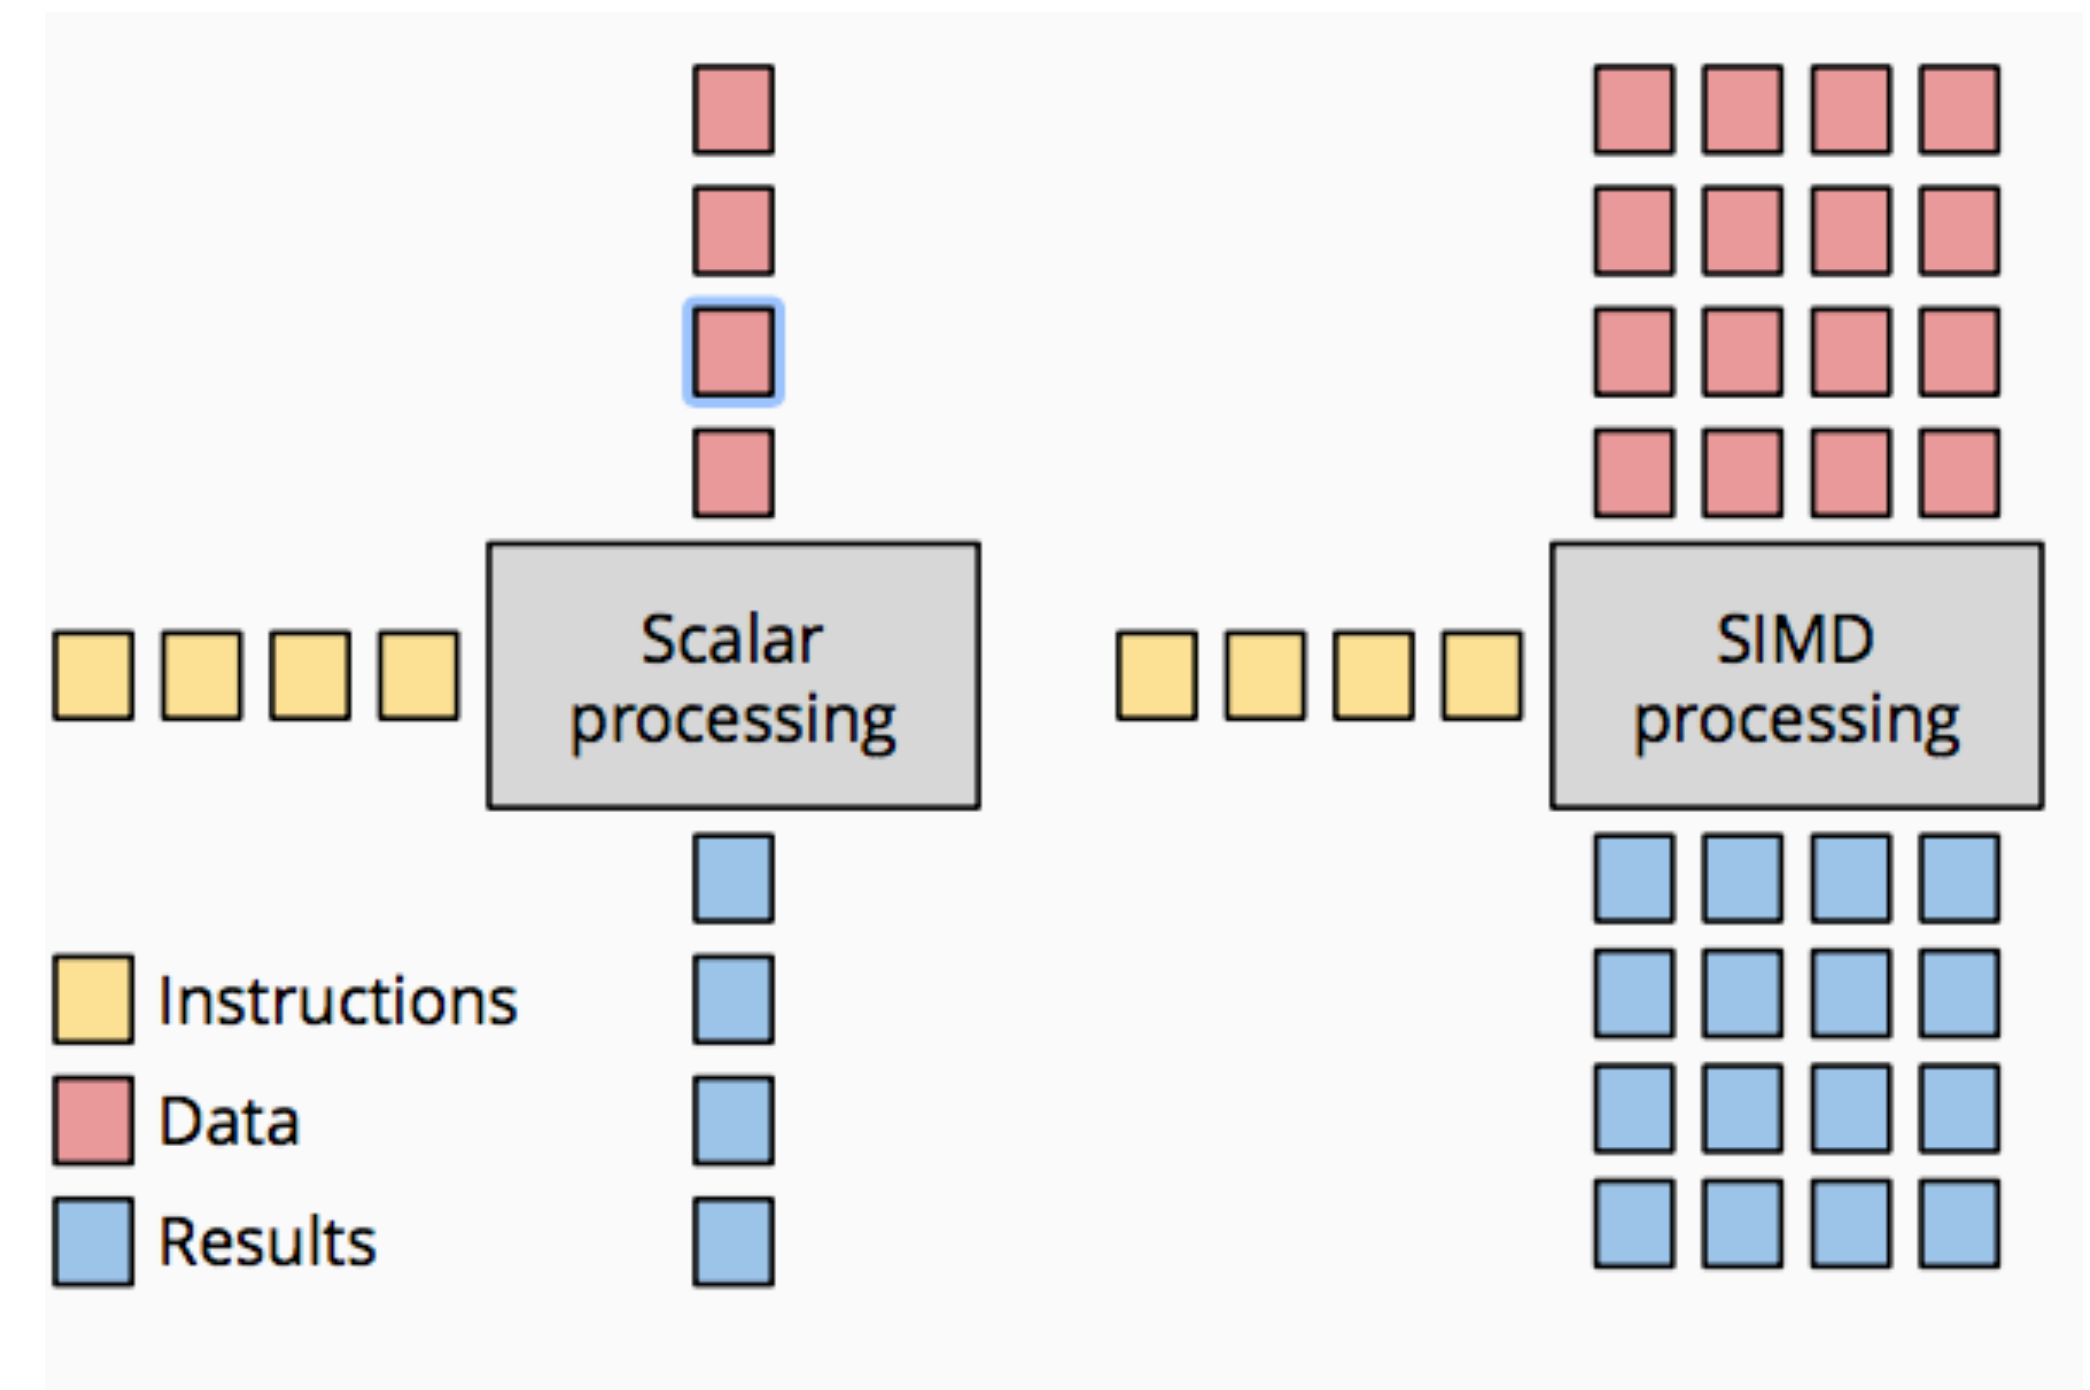 Scalar
processing
SIMD
processing
Instructions
Data
Results